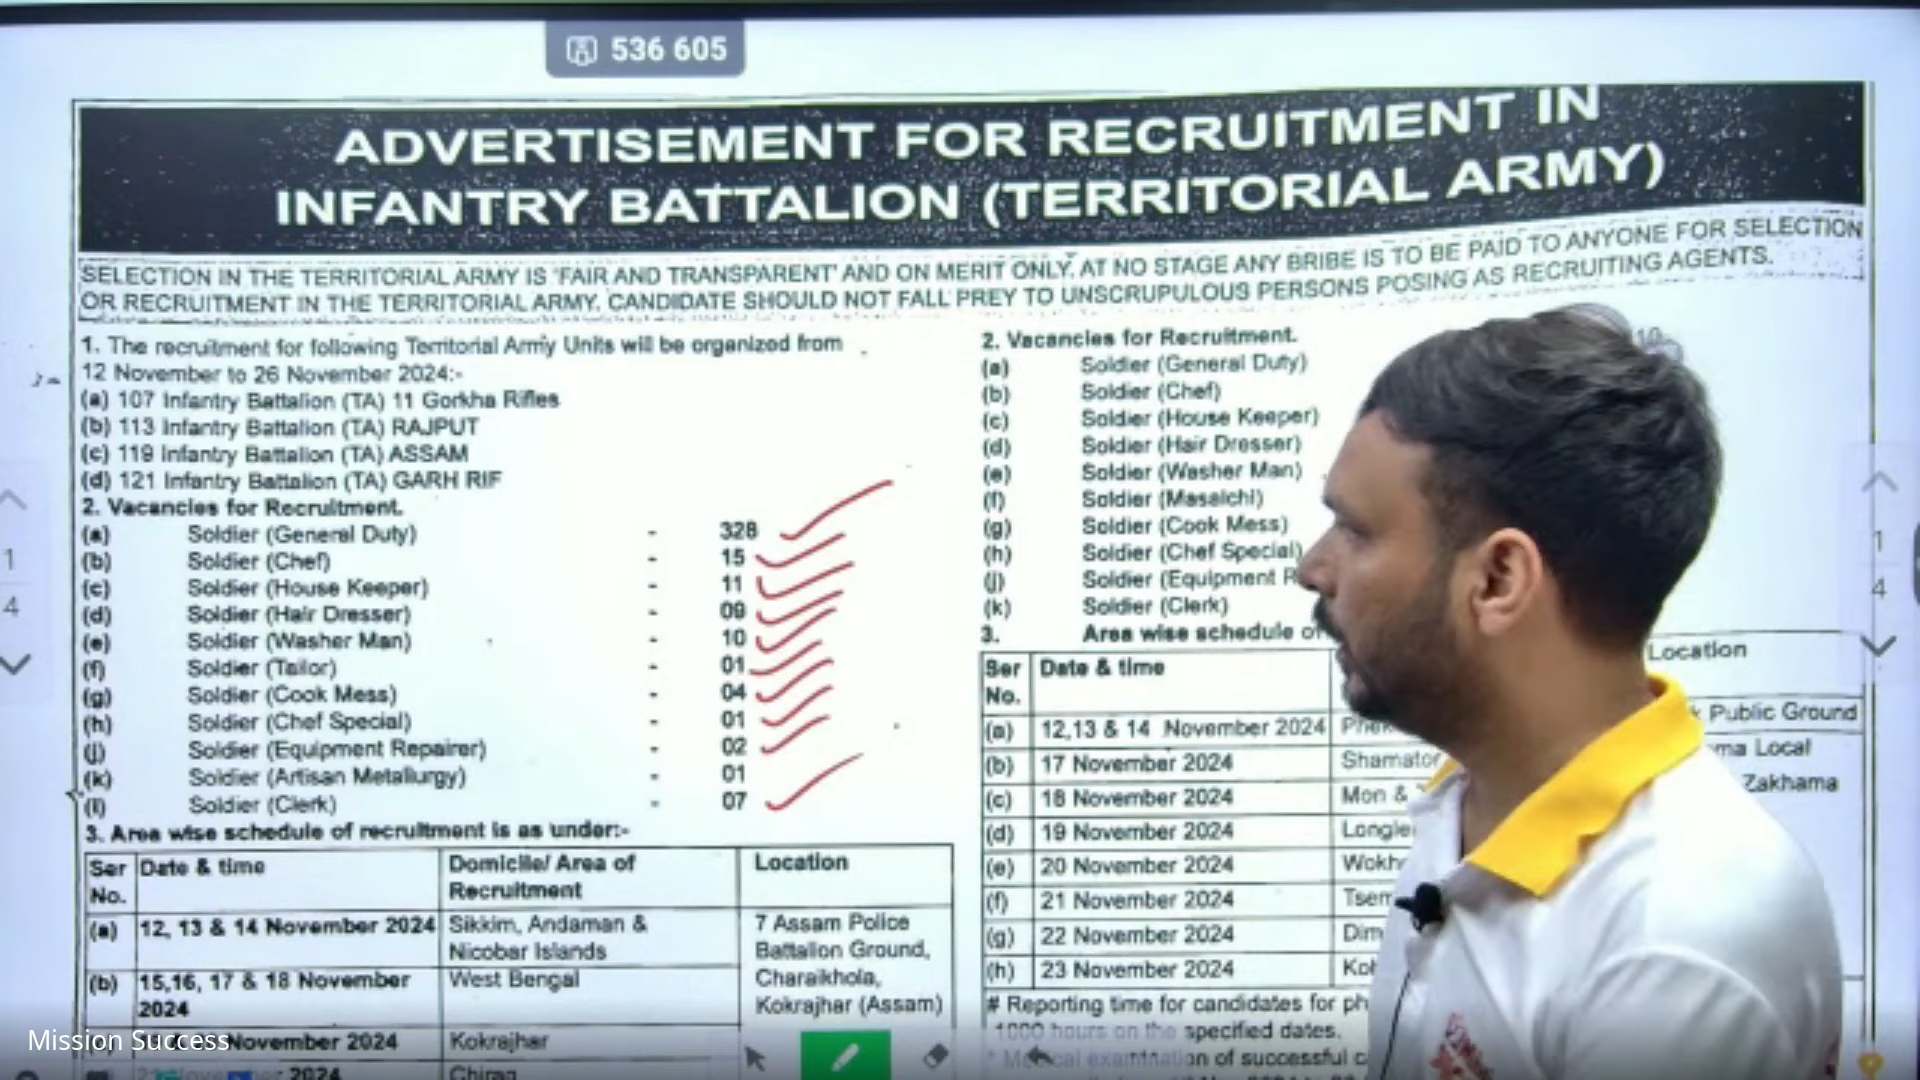 536 605
ADVERTISEMENT FOR RECRUITMENT IN
INFANTRY BATTALION (TERRITORIAL ARMY)
SELECTION IN THE TERRITORIAL ARMY IS 'FAIR AND TRANSPARENT' AND ON MERIT ONLY. AT NO STAGE ANY BRIBE IS TO BE PAID TO ANYONE FOR SELECTION
OR RECRUITMENT IN THE TERRITORIAL ARMY. CANDIDATE SHOULD NOT FALL PREY TO UNSCRUPULOUS PERSONS POSING AS RECRUITING AGENTS.
1. The recruitment for following Territorial Army Units will be organized from
12 November to 26 November 2024:-
(a) 107 Infantry Battalion (TA) 11 Gorkha Rifles
(b) 113 Infantry Battalion (TA) RAJPUT
(c) 119 Infantry Battalion (TA) ASSAM
(d) 121 Infantry Battalion (TA) GARH RIF
2. Vacancies for Recruitment.
(a) Soldier (General Duty) - 328
(b) Soldier (Chef) 15
(c) Soldier (House Keeper) - 11
(d) Soldier (Hair Dresser) - 09
(e) Soldier (Washer Man) - 10
(f) Soldier (Tailor) - 01
(g) Soldier (Cook Mess) - 04
(h) Soldier (Chef Special) - 01
(j) Soldier (Equipment Repairer) - 02
(k) Soldier (Artisan Metallurgy) - 01
(l) Soldier (Clerk) - 07
3. Area wise schedule of recruitment is as under:-
Ser No. Date & time Domicile/ Area of Recruitment Location
(a) 12, 13 & 14 November 2024 Sikkim, Andaman & Nicobar Islands 7 Assam Police Battalion Ground, Charaikhola, Kokrajhar (Assam)
(b) 15,16, 17 & 18 November 2024 West Bengal
November 2024 Kokrajhar
2024 Chirag
2. Vacancies for Recruitment.
(a) Soldier (General Duty)
(b) Soldier (Chef)
(c) Soldier (House Keeper)
(d) Soldier (Hair Dresser)
(e) Soldier (Washer Man)
(f) Soldier (Masalchi)
(g) Soldier (Cook Mess)
(h) Soldier (Chef Special)
(j) Soldier (Equipment R
(k) Soldier (Clerk)
3. Area wise schedule of
Ser No. Date & time Location
(a) 12,13 & 14 November 2024 Public Ground
(b) 17 November 2024 Shamator Local
(c) 18 November 2024 Mon & Zakhama
(d) 19 November 2024
(e) 20 November 2024
(f) 21 November 2024
(g) 22 November 2024
(h) 23 November 2024
# Reporting time for candidates for
1000 hours on the specified dates.
* Medical examination of successful
1
4
1
4
Mission Success